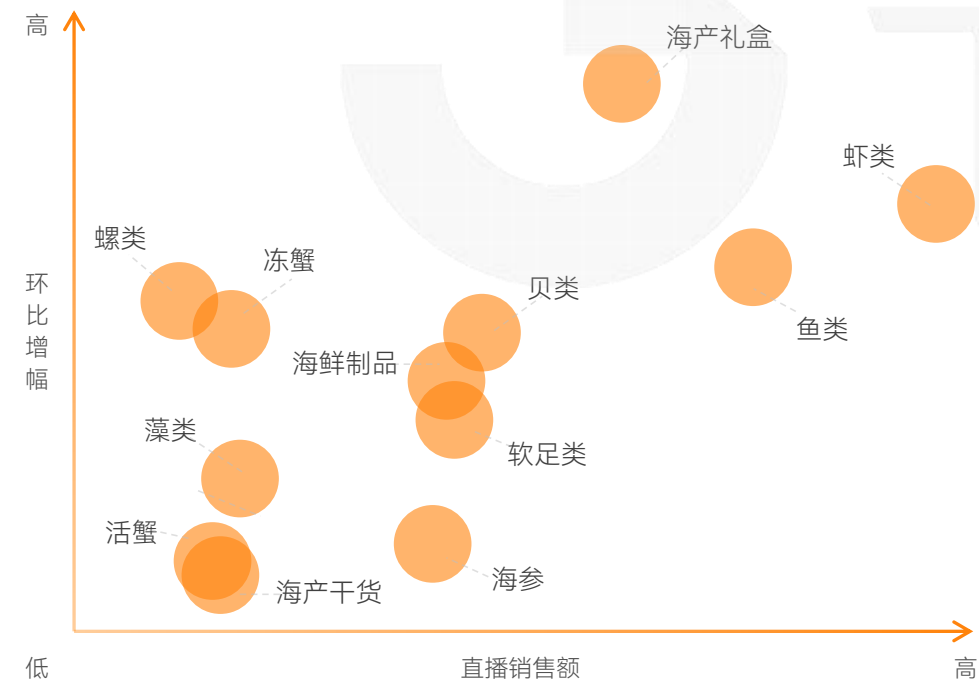 高
海产礼盒
虾类
螺类
冻蟹
贝类
环
比
增
幅
鱼类
海鲜制品
藻类
软足类
活蟹
海参
海产干货
低
直播销售额
高